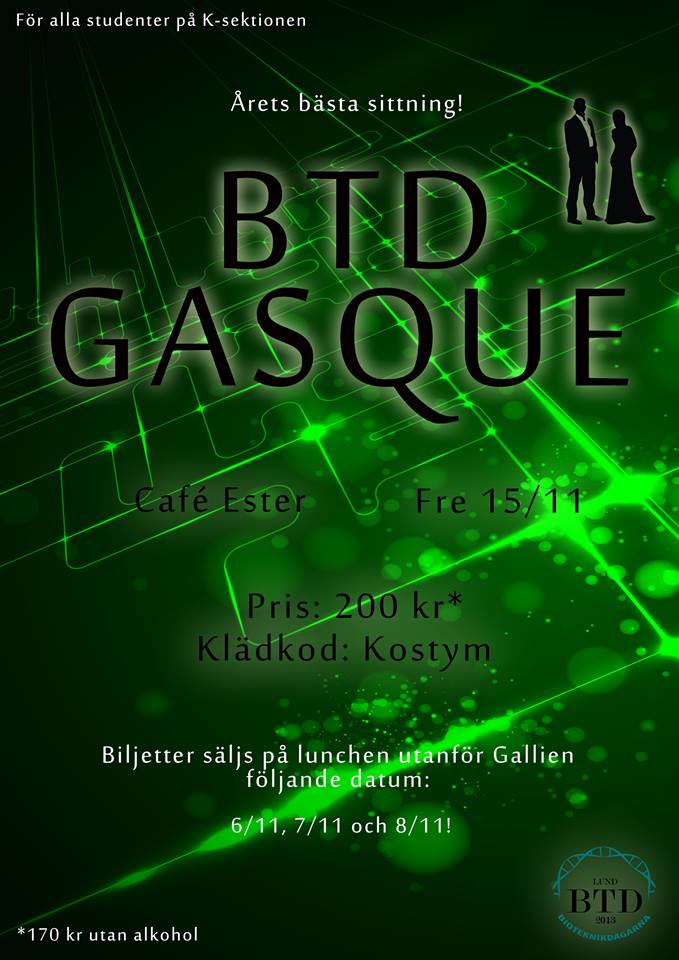 För alla studenter på K-sektionen
Årets bästa sittning!
BTD
GASQUE
Café Ester Fre 15/11
Pris: 200 kr*
Klädkod: Kostym
Biljetter säljs på lunchen utanför Gallien
följande datum:
6/11, 7/11 och 8/11!
LUND
BTD
2013
BIOTEKNIKDAGARNA
*170 kr utan alkohol